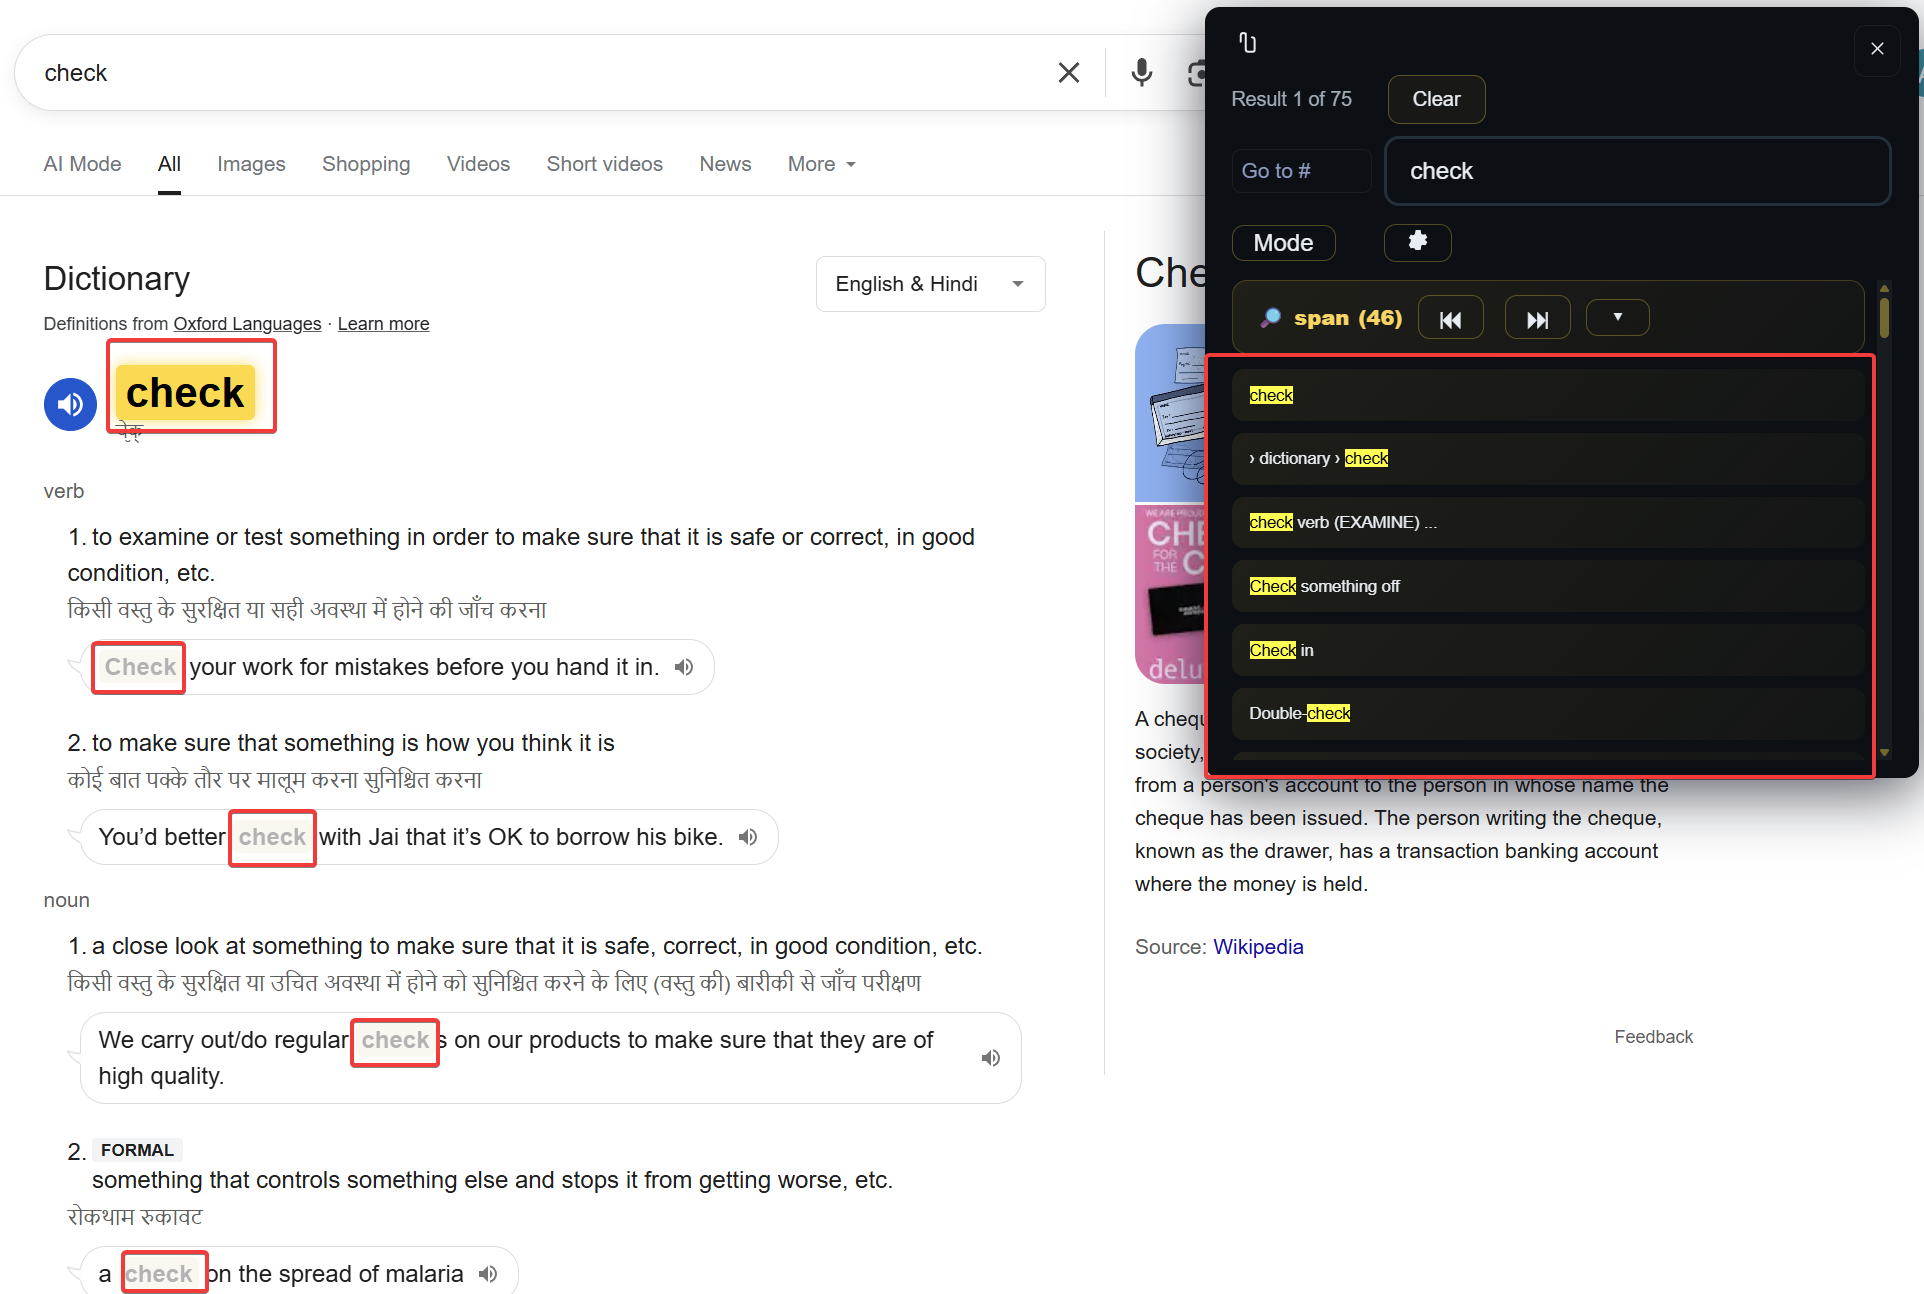 check
AI Mode
All
Images
Shopping
Videos
Short videos
News
More
Dictionary
English & Hindi
Definitions from Oxford Languages · Learn more
check
चेक्
verb
1. to examine or test something in order to make sure that it is safe or correct, in good
condition, etc.
किसी वस्तु के सुरक्षित या सही अवस्था में होने की जाँच करना
Check your work for mistakes before you hand it in.
2. to make sure that something is how you think it is
कोई बात पक्के तौर पर मालूम करना सुनिश्चित करना
You’d better check with Jai that it’s OK to borrow his bike.
noun
1. a close look at something to make sure that it is safe, correct, in good condition, etc.
किसी वस्तु के सुरक्षित या उचित अवस्था में होने को सुनिश्चित करने के लिए (वस्तु की) बारीकी से जाँच परीक्षण
We carry out/do regular checks on our products to make sure that they are of
high quality.
2. FORMAL
something that controls something else and stops it from getting worse, etc.
रोकथाम रुकावट
a check on the spread of malaria
Che
WE ARE PROUD
CHE
FOR THE C
delu
A chequ
society,
from a person's account to the person in whose name the
cheque has been issued. The person writing the cheque,
known as the drawer, has a transaction banking account
where the money is held.
Source: Wikipedia
Feedback
Result 1 of 75
Clear
Go to #
check
Mode
span (46)
check
› dictionary › check
check verb (EXAMINE) ...
Check something off
Check in
Double-check